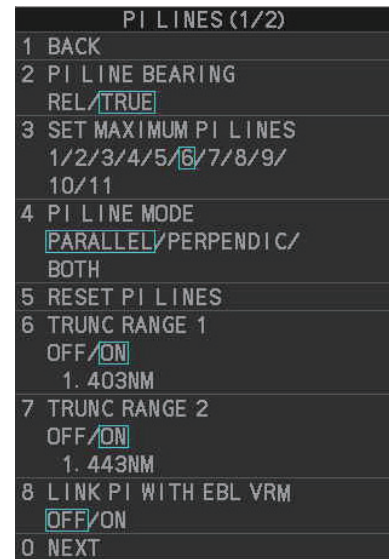 PI LINES (1/2)
1 BACK
2 PI LINE BEARING
REL/TRUE
3 SET MAXIMUM PI LINES
1/2/3/4/5/6/7/8/9/
10/11
4 PI LINE MODE
PARALLEL/PERPENDIC/
BOTH
5 RESET PI LINES
6 TRUNC RANGE 1
OFF/ON
1.403NM
7 TRUNC RANGE 2
OFF/ON
1.443NM
8 LINK PI WITH EBL VRM
OFF/ON
0 NEXT